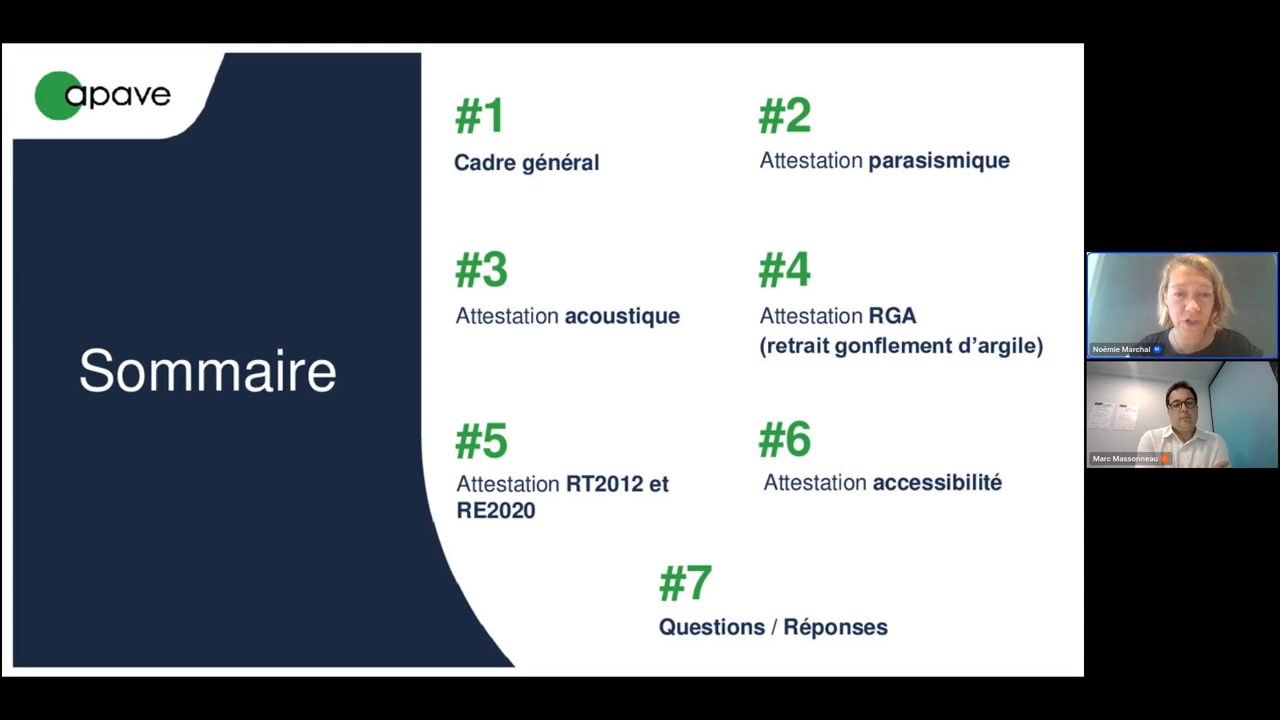 apave
Sommaire
#1
Cadre général
#2
Attestation parasismique
#3
Attestation acoustique
#4
Attestation RGA
(retrait gonflement d'argile)
#5
Attestation RT2012 et
RE2020
#6
Attestation accessibilité
#7
Questions / Réponses
Noémie Marchal
Marc Massonneau